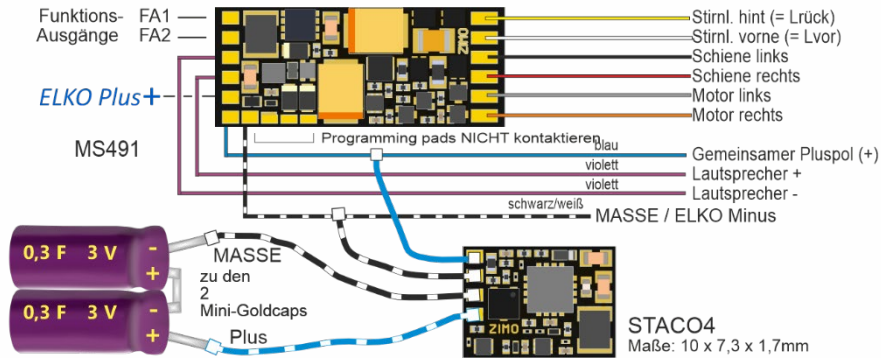 Funktions- FA1
Ausgänge FA2
ELKO Plus+
MS491
ZIMO
Stirnl. hint (= Lrück)
Stirnl. vorne (= Lvor)
Schiene links
Schiene rechts
Motor links
Motor rechts
Programming pads NICHT kontaktieren
blau
Gemeinsamer Pluspol (+)
violett
Lautsprecher +
violett
Lautsprecher -
schwarz/weiß
MASSE / ELKO Minus
0,3 F 3 V -
+
MASSE
zu den
2
Mini-Goldcaps
0,3 F 3 V -
+
Plus
ZIMO
STACO4
Maße: 10 x 7,3 x 1,7mm